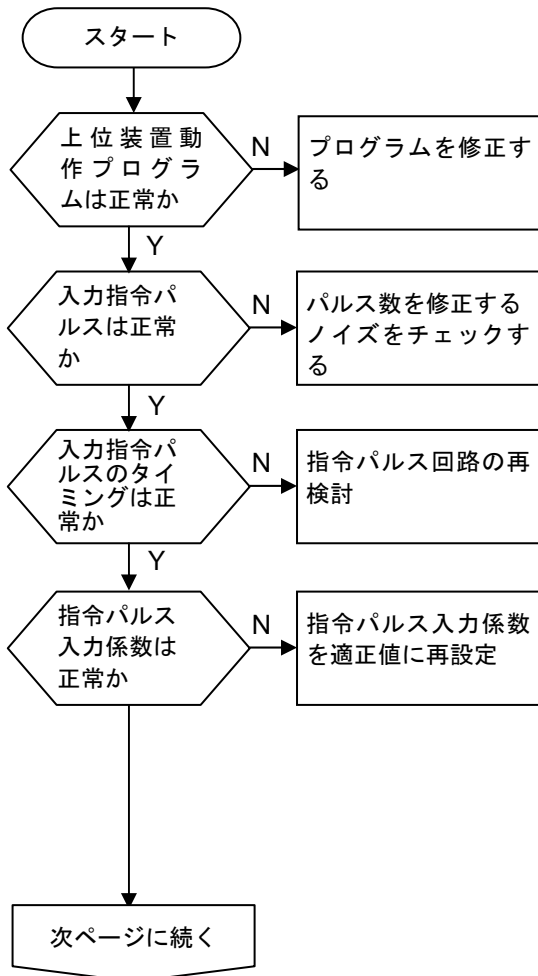 スタート
上位装置動
作プログラ
ムは正常か
N
プログラムを修正す
る
Y
入力指令パ
ルスは正常
か
N
パルス数を修正する
ノイズをチェックす
る
Y
入力指令パ
ルスのタイ
ミングは正
常か
N
指令パルス回路の再
検討
Y
指令パルス
入力係数は
正常か
N
指令パルス入力係数
を適正値に再設定
次ページに続く